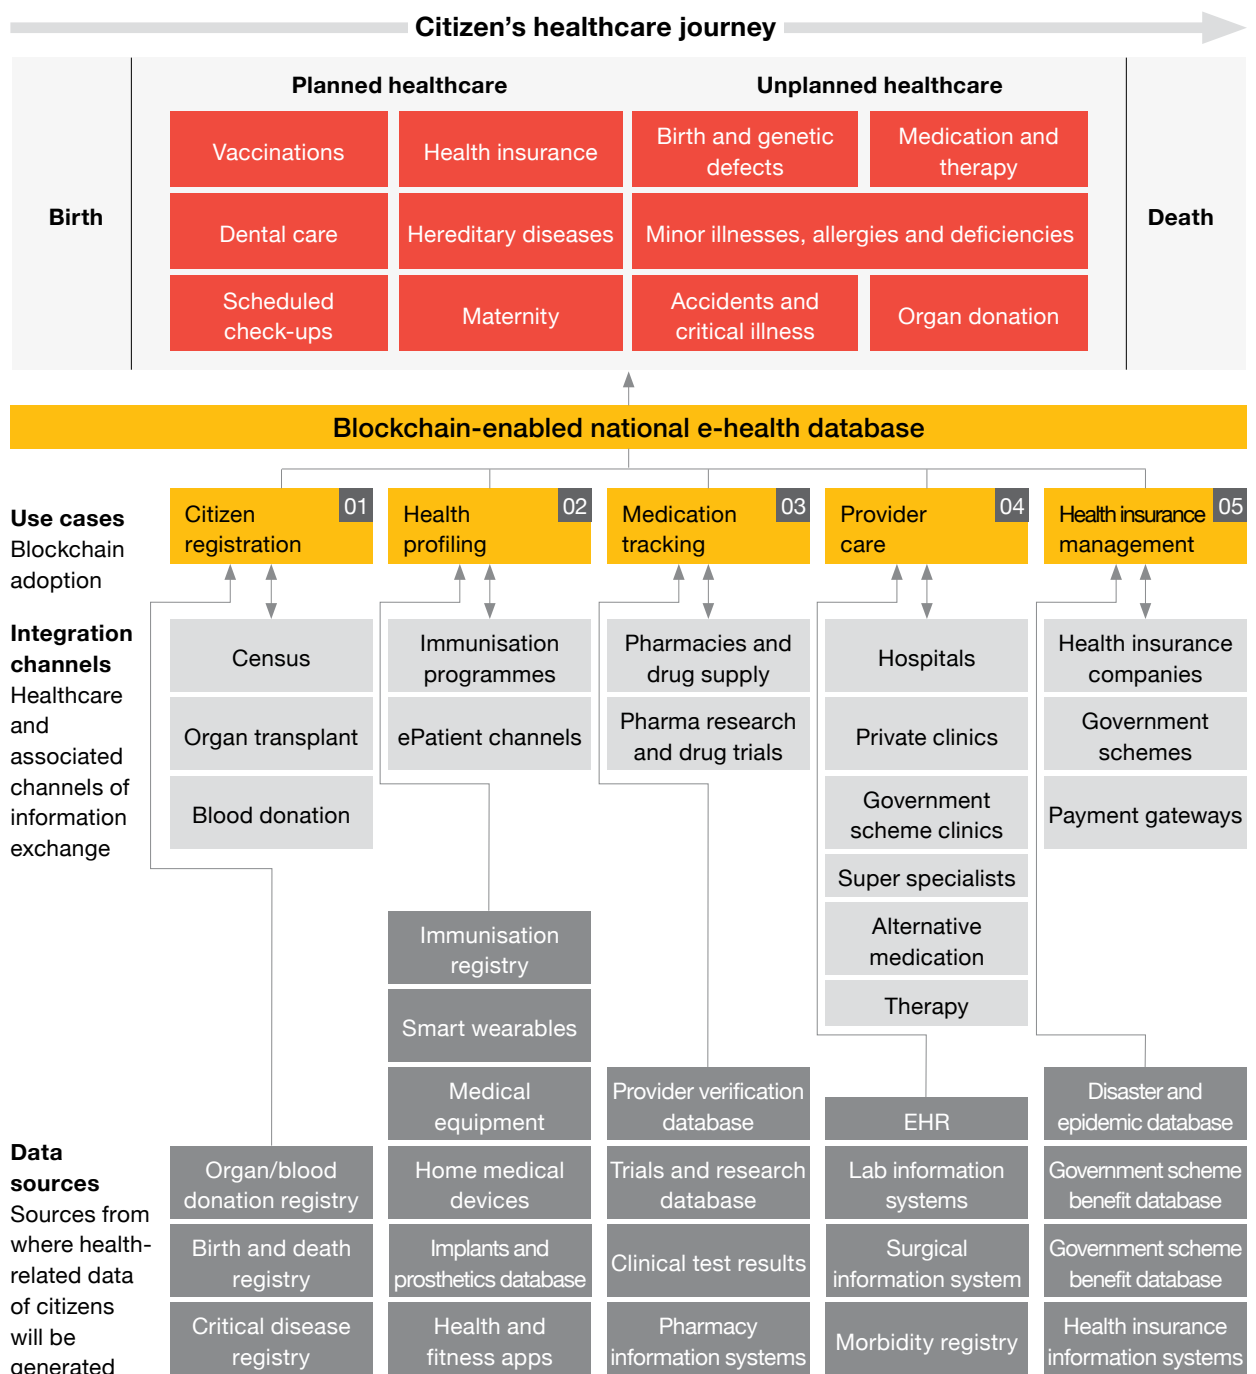 Citizen's healthcare journey
Planned healthcare
Unplanned healthcare
Birth
Vaccinations
Health insurance
Birth and genetic
defects
Medication and
therapy
Dental care
Hereditary diseases
Minor illnesses, allergies and deficiencies
Scheduled
check-ups
Maternity
Accidents and
critical illness
Organ donation
Death
Blockchain-enabled national e-health database
Use cases
Blockchain
adoption
Citizen
registration
01
Health
profiling
02
Medication
tracking
03
Provider
care
04
Health insurance
management
05
Integration
channels
Healthcare
and
associated
channels of
information
exchange
Census
Organ transplant
Blood donation
Immunisation
programmes
ePatient channels
Pharmacies and
drug supply
Pharma research
and drug trials
Hospitals
Private clinics
Government
scheme clinics
Super specialists
Alternative
medication
Therapy
Health insurance
companies
Government
schemes
Payment gateways
Data
sources
Sources from
where health-
related data
of citizens
will be
generated
Organ/blood
donation registry
Birth and death
registry
Critical disease
registry
Immunisation
registry
Smart wearables
Medical
equipment
Home medical
devices
Implants and
prosthetics database
Health and
fitness apps
Provider verification
database
Trials and research
database
Clinical test results
Pharmacy
information systems
EHR
Lab information
systems
Surgical
information system
Morbidity registry
Disaster and
epidemic database
Government scheme
benefit database
Government scheme
benefit database
Health insurance
information systems